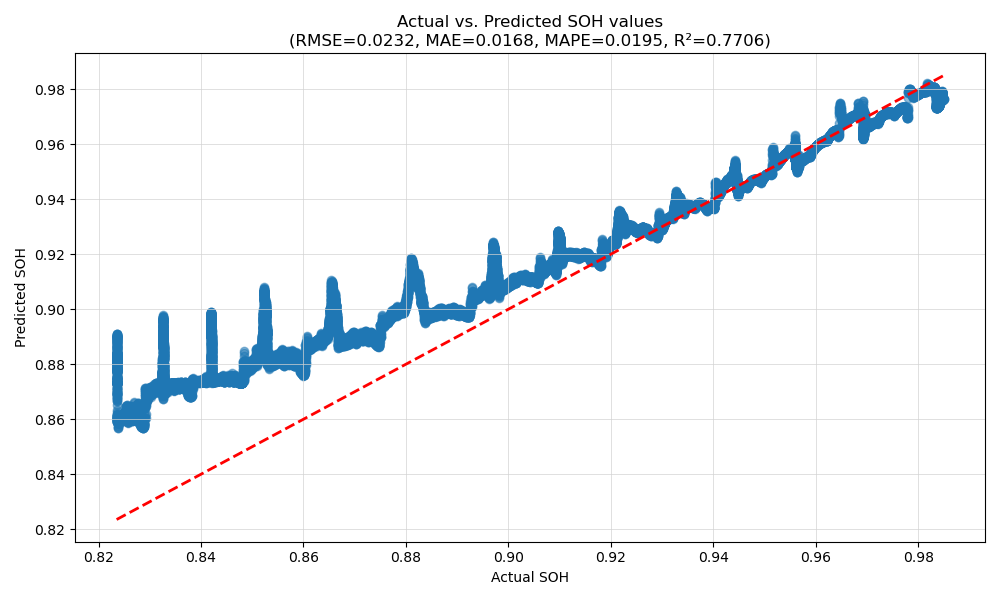 Actual vs. Predicted SOH values
(RMSE=0.0232, MAE=0.0168, MAPE=0.0195, R²=0.7706)
0.98
0.96
0.94
0.92
0.90
0.88
0.86
0.84
0.82
Predicted SOH
0.82 0.84 0.86 0.88 0.90 0.92 0.94 0.96 0.98
Actual SOH